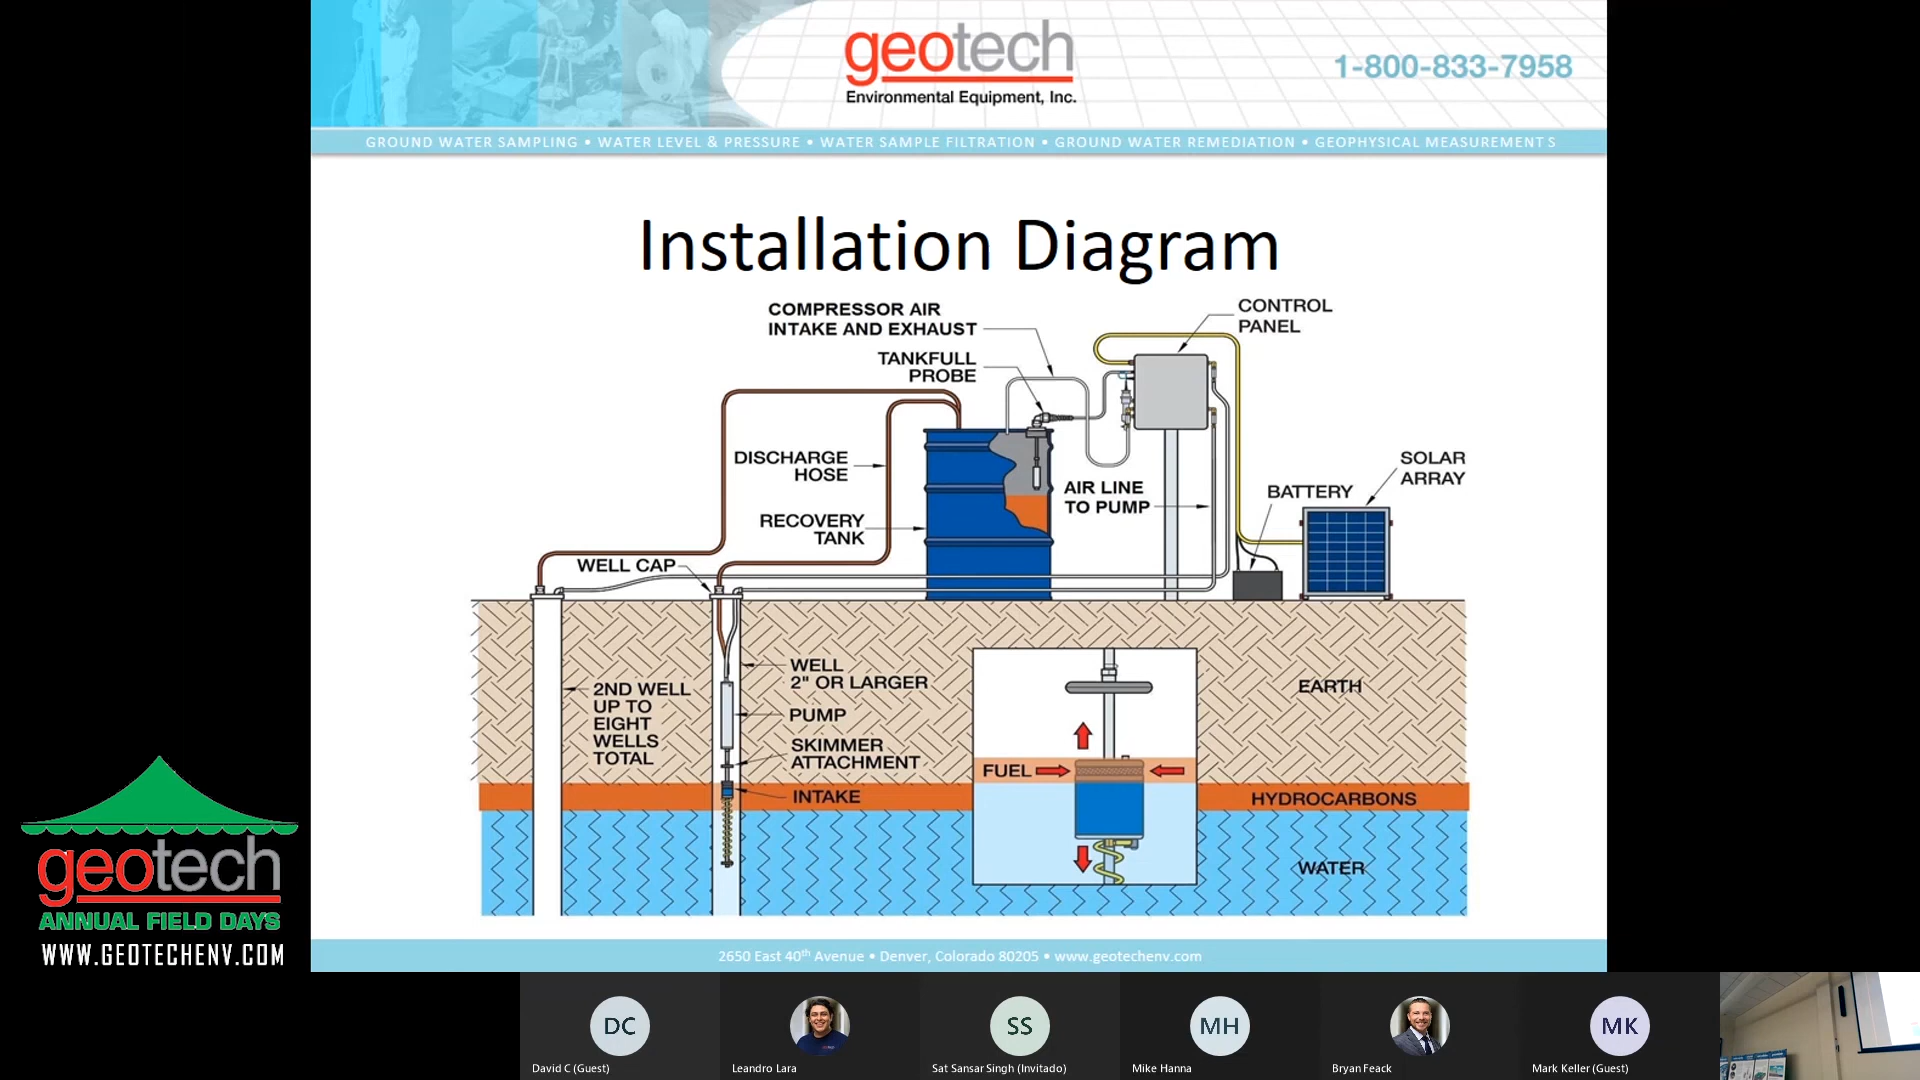 geotech
Environmental Equipment, Inc.
1-800-833-7958
GROUND WATER SAMPLING • WATER LEVEL & PRESSURE • WATER SAMPLE FILTRATION • GROUND WATER REMEDIATION • GEOPHYSICAL MEASUREMENTS
Installation Diagram
COMPRESSOR AIR
INTAKE AND EXHAUST
TANKFULL
PROBE
CONTROL
PANEL
DISCHARGE
HOSE
RECOVERY
TANK
AIR LINE
TO PUMP
BATTERY
SOLAR
ARRAY
WELL CAP
2ND WELL
UP TO
EIGHT
WELLS
TOTAL
WELL
2" OR LARGER
PUMP
SKIMMER
ATTACHMENT
INTAKE
FUEL
EARTH
HYDROCARBONS
WATER
geotech
ANNUAL FIELD DAYS
WWW.GEOTECHENV.COM
2650 East 40th Avenue • Denver, Colorado 80205 • www.geotechenv.com
DC
SS
MH
MK
David C (Guest)
Leandro Lara
Sat Sansar Singh (Invitado)
Mike Hanna
Bryan Feack
Mark Keller (Guest)